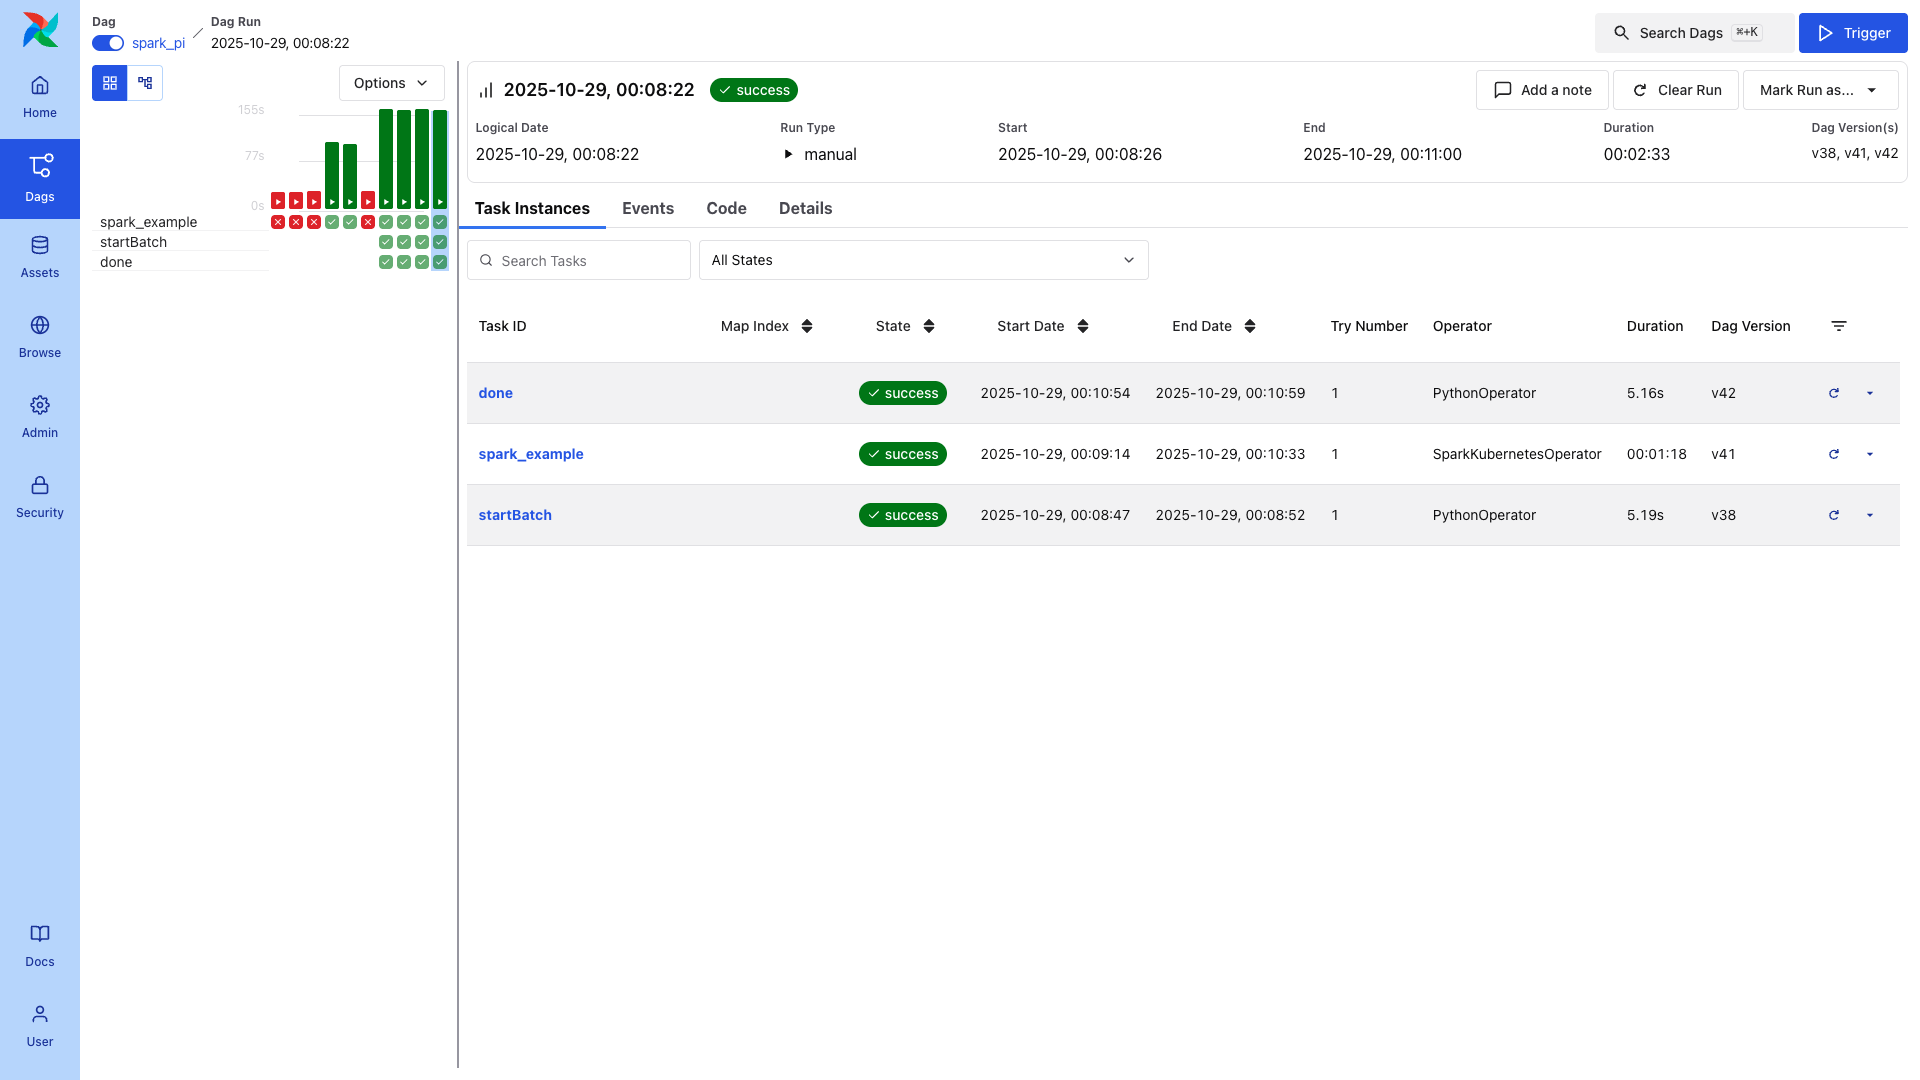 Dag
spark_pi
Dag Run
2025-10-29, 00:08:22
Search Dags ⌘+K
Trigger
Home
Dags
Assets
Browse
Admin
Security
Docs
User
Options
155s
77s
0s
spark_example
startBatch
done
2025-10-29, 00:08:22 success
Add a note
Clear Run
Mark Run as...
Logical Date Run Type Start End Duration Dag Version(s)
2025-10-29, 00:08:22 manual 2025-10-29, 00:08:26 2025-10-29, 00:11:00 00:02:33 v38, v41, v42
Task Instances Events Code Details
Search Tasks All States
Task ID Map Index State Start Date End Date Try Number Operator Duration Dag Version
done success 2025-10-29, 00:10:54 2025-10-29, 00:10:59 1 PythonOperator 5.16s v42
spark_example success 2025-10-29, 00:09:14 2025-10-29, 00:10:33 1 SparkKubernetesOperator 00:01:18 v41
startBatch success 2025-10-29, 00:08:47 2025-10-29, 00:08:52 1 PythonOperator 5.19s v38